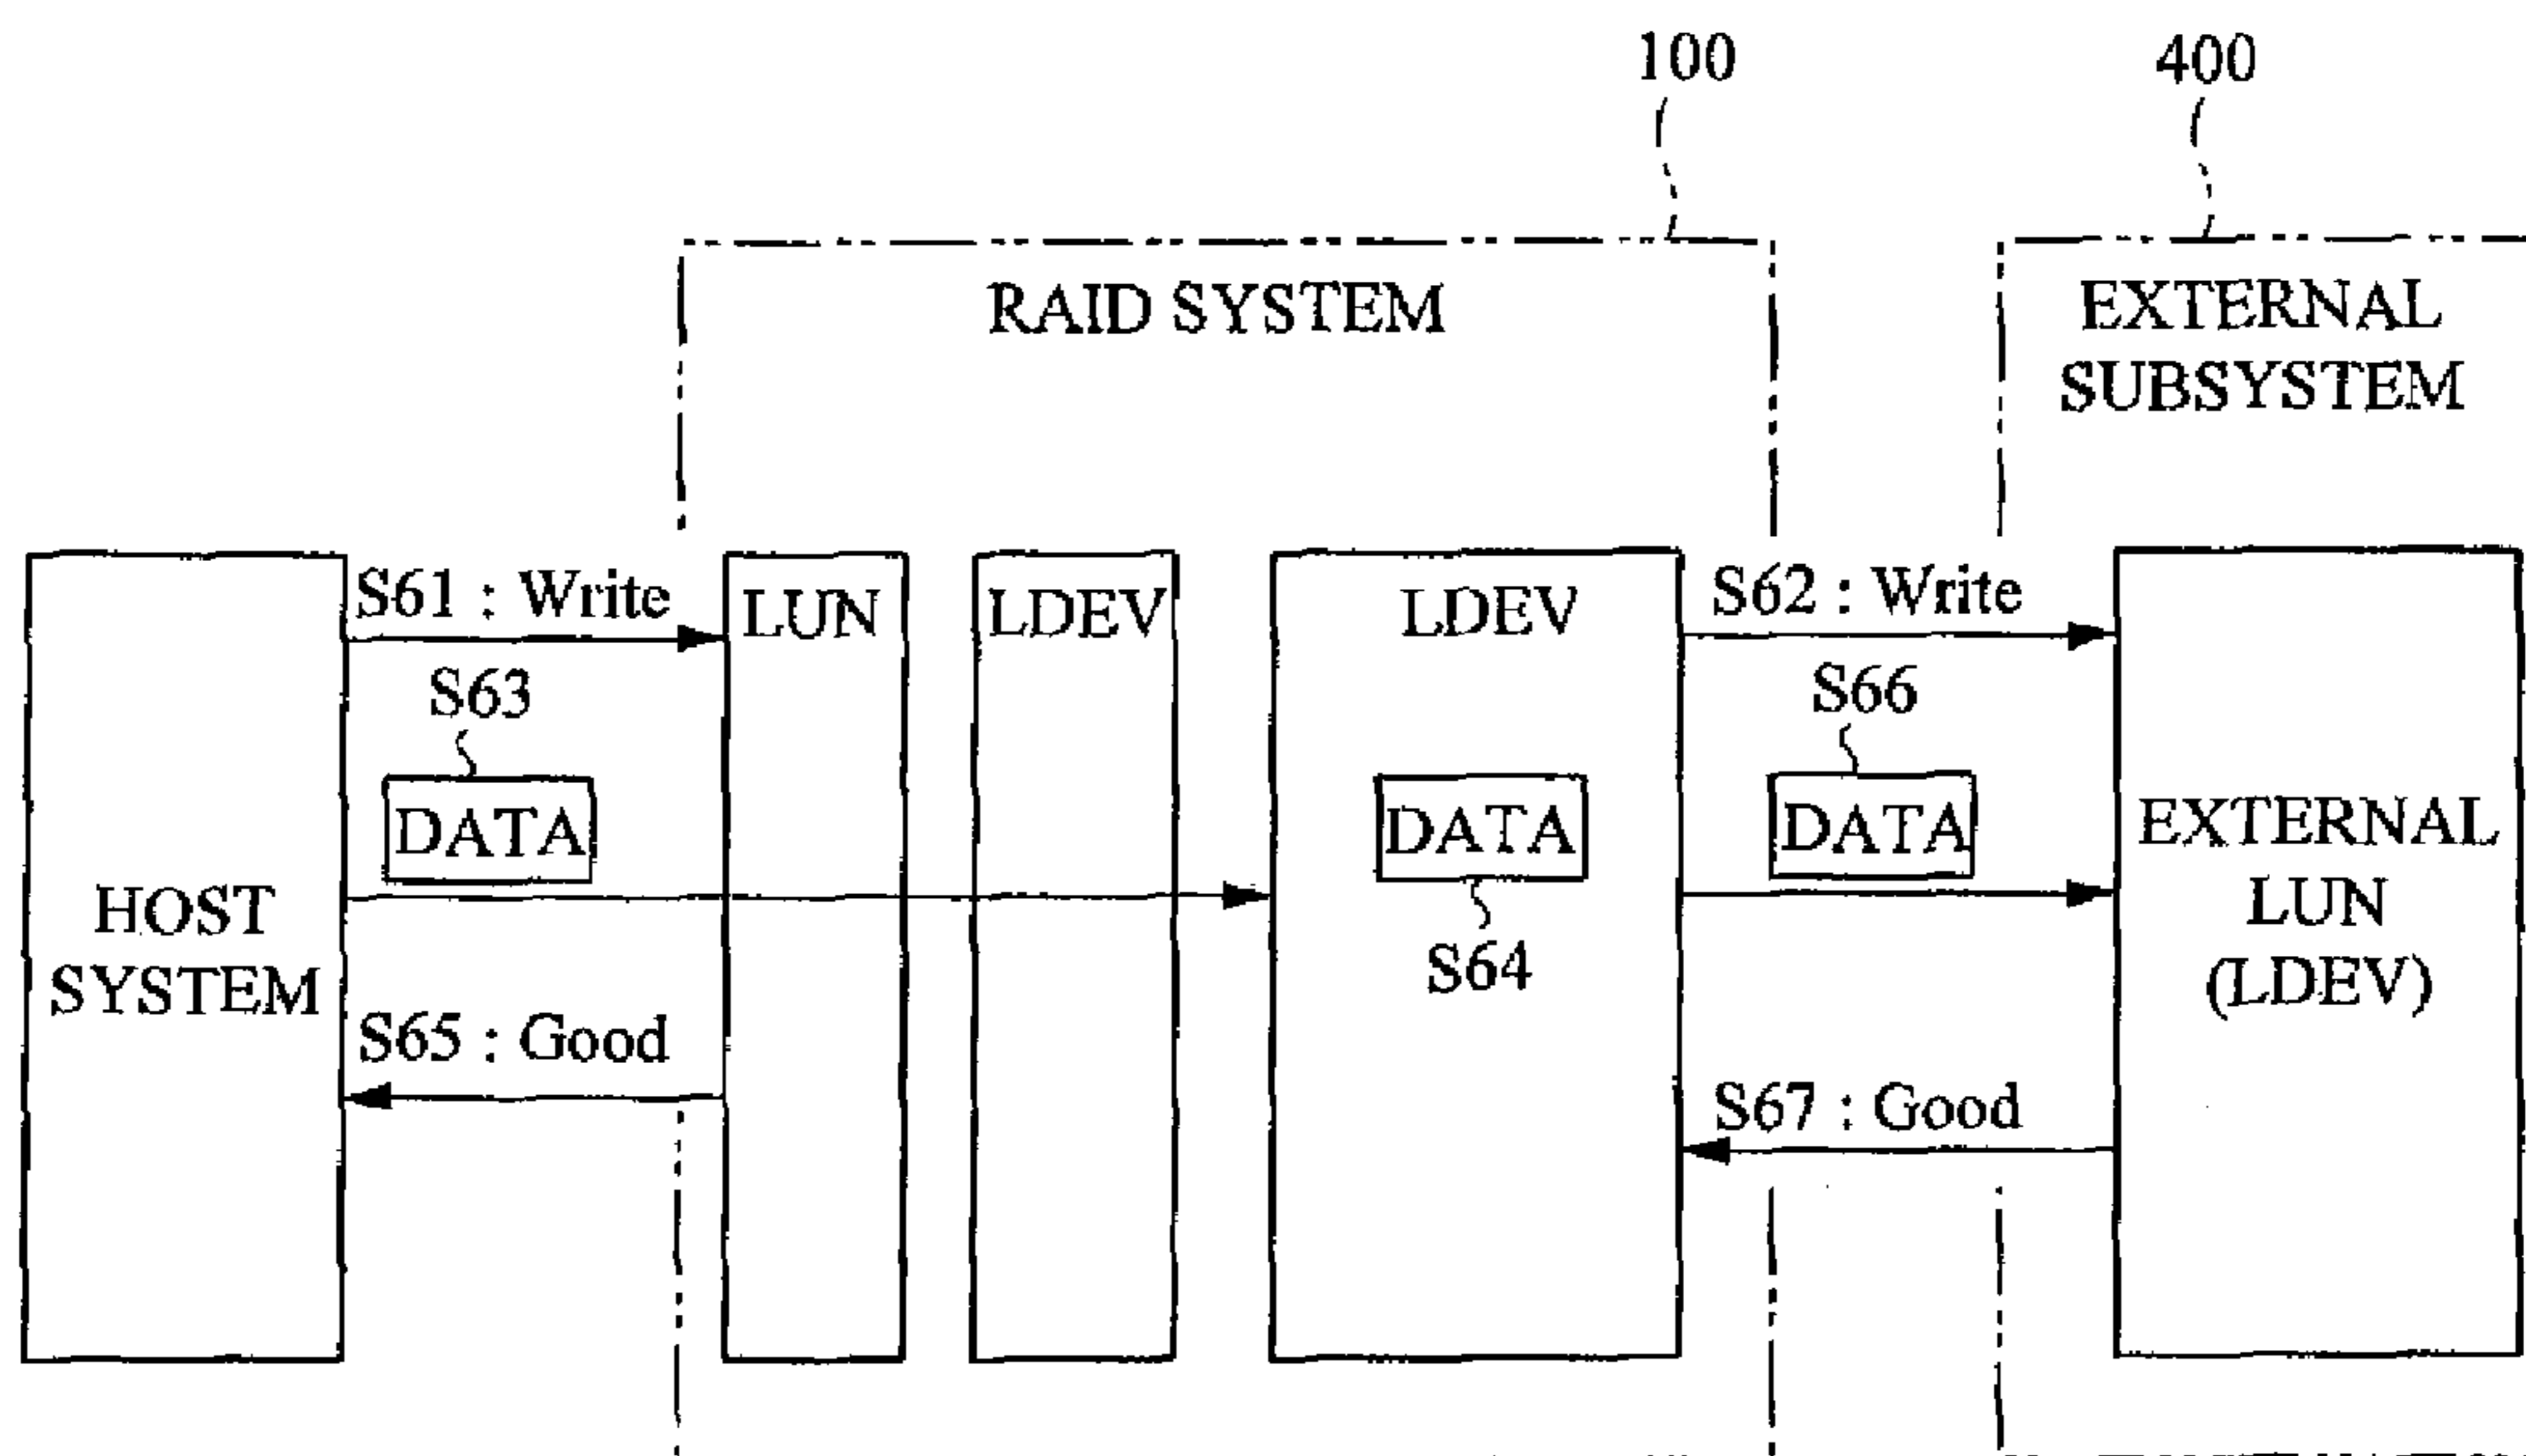 100
400
RAID SYSTEM
EXTERNAL
SUBSYSTEM
S61 : Write
LUN
LDEV
LDEV
S62 : Write
S63
S66
DATA
DATA
DATA
HOST
SYSTEM
EXTERNAL
LUN
(LDEV)
S64
S65 : Good
S67 : Good